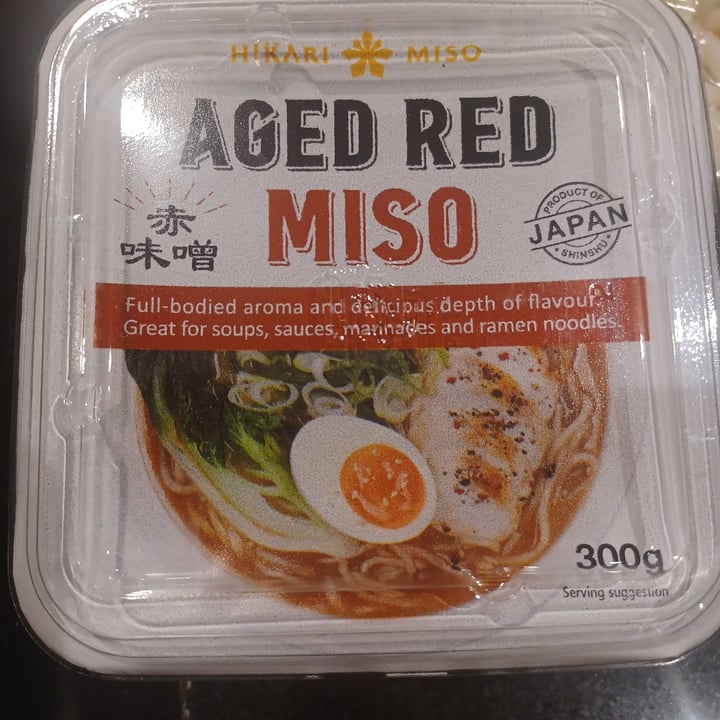 HIKARI MISO
AGED RED
MISO
赤
味噌
PRODUCT OF
JAPAN
SHINSHU
Full-bodied aroma and delicious depth of flavour.
Great for soups, sauces, marinades and ramen noodles.
300g
Serving suggestion